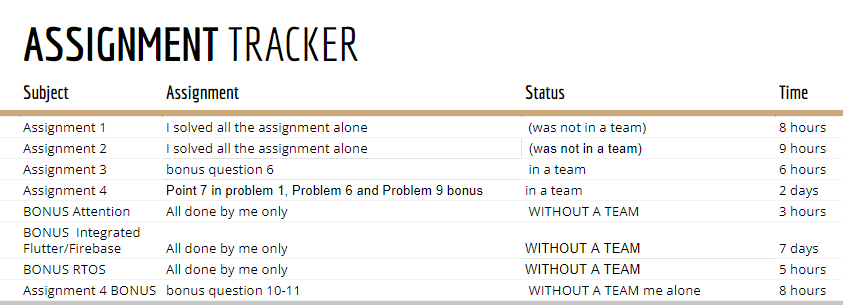 ASSIGNMENT TRACKER
Subject Assignment Status Time
Assignment 1 I solved all the assignment alone (was not in a team) 8 hours
Assignment 2 I solved all the assignment alone (was not in a team) 9 hours
Assignment 3 bonus question 6 in a team 6 hours
Assignment 4 Point 7 in problem 1, Problem 6 and Problem 9 bonus in a team 2 days
BONUS Attention All done by me only WITHOUT A TEAM 3 hours
BONUS Integrated
Flutter/Firebase All done by me only WITHOUT A TEAM 7 days
BONUS RTOS All done by me only WITHOUT A TEAM 5 hours
Assignment 4 BONUS bonus question 10-11 WITHOUT A TEAM me alone 8 hours